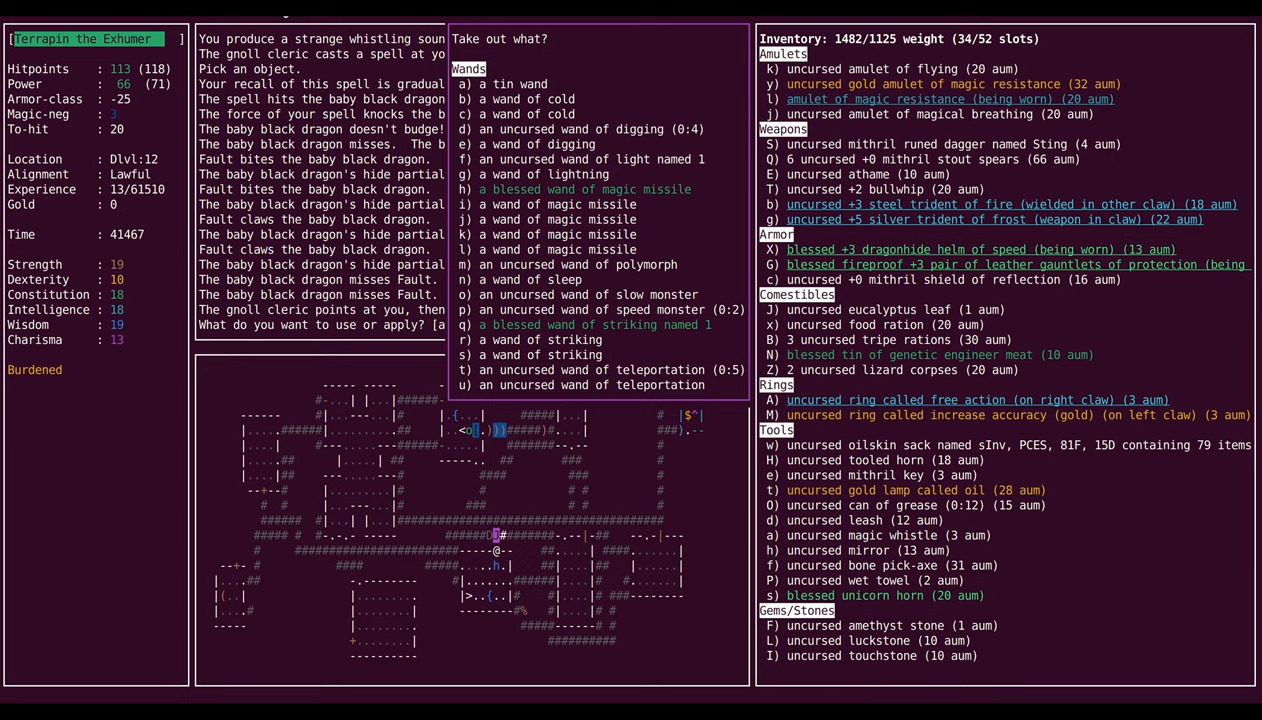 [Terrapin the Exhumer ]
Hitpoints : 113 (118)
Power : 66 (71)
Armor-class : -25
Magic-neg : 3
To-hit : 20
Location : Dlvl:12
Alignment : Lawful
Experience : 13/61510
Gold : 0
Time : 41467
Strength : 19
Dexterity : 10
Constitution : 18
Intelligence : 18
Wisdom : 19
Charisma : 13
Burdened
You produce a strange whistling soun
The gnoll cleric casts a spell at yo
Pick an object.
Your recall of this spell is gradual
The spell hits the baby black dragon
The force of your spell knocks the b
The baby black dragon doesn't budge!
The baby black dragon misses. The b
Fault bites the baby black dragon.
The baby black dragon's hide partial
Fault bites the baby black dragon.
The baby black dragon's hide partial
Fault claws the baby black dragon.
The baby black dragon's hide partial
Fault claws the baby black dragon.
The baby black dragon's hide partial
The baby black dragon misses Fault.
The baby black dragon misses Fault.
The gnoll cleric points at you, then
What do you want to use or apply? [a
Take out what?
Wands
a) a tin wand
b) a wand of cold
c) a wand of cold
d) an uncursed wand of digging (0:4)
e) a wand of digging
f) an uncursed wand of light named 1
g) a wand of lightning
h) a blessed wand of magic missile
i) a wand of magic missile
j) a wand of magic missile
k) a wand of magic missile
l) a wand of magic missile
m) an uncursed wand of polymorph
n) a wand of sleep
o) an uncursed wand of slow monster
p) an uncursed wand of speed monster (0:2)
q) a blessed wand of striking named 1
r) a wand of striking
s) a wand of striking
t) an uncursed wand of teleportation (0:5)
u) an uncursed wand of teleportation
Inventory: 1482/1125 weight (34/52 slots)
Amulets
k) uncursed amulet of flying (20 aum)
y) uncursed gold amulet of magic resistance (32 aum)
l) amulet of magic resistance (being worn) (20 aum)
j) uncursed amulet of magical breathing (20 aum)
Weapons
S) uncursed mithril runed dagger named Sting (4 aum)
Q) 6 uncursed +0 mithril stout spears (66 aum)
E) uncursed athame (10 aum)
T) uncursed +2 bullwhip (20 aum)
b) uncursed +3 steel trident of fire (wielded in other claw) (18 aum)
g) uncursed +5 silver trident of frost (weapon in claw) (22 aum)
Armor
X) blessed +3 dragonhide helm of speed (being worn) (13 aum)
G) blessed fireproof +3 pair of leather gauntlets of protection (being
c) uncursed +0 mithril shield of reflection (16 aum)
Comestibles
J) uncursed eucalyptus leaf (1 aum)
x) uncursed food ration (20 aum)
B) 3 uncursed tripe rations (30 aum)
N) blessed tin of genetic engineer meat (10 aum)
Z) 2 uncursed lizard corpses (20 aum)
Rings
A) uncursed ring called free action (on right claw) (3 aum)
M) uncursed ring called increase accuracy (gold) (on left claw) (3 aum)
Tools
w) uncursed oilskin sack named sInv, PCES, 81F, 15D containing 79 items
H) uncursed tooled horn (18 aum)
e) uncursed mithril key (3 aum)
t) uncursed gold lamp called oil (28 aum)
O) uncursed can of grease (0:12) (15 aum)
d) uncursed leash (12 aum)
a) uncursed magic whistle (3 aum)
h) uncursed mirror (13 aum)
f) uncursed bone pick-axe (31 aum)
P) uncursed wet towel (2 aum)
s) blessed unicorn horn (20 aum)
Gems/Stones
F) uncursed amethyst stone (1 aum)
L) uncursed luckstone (10 aum)
I) uncursed touchstone (10 aum)